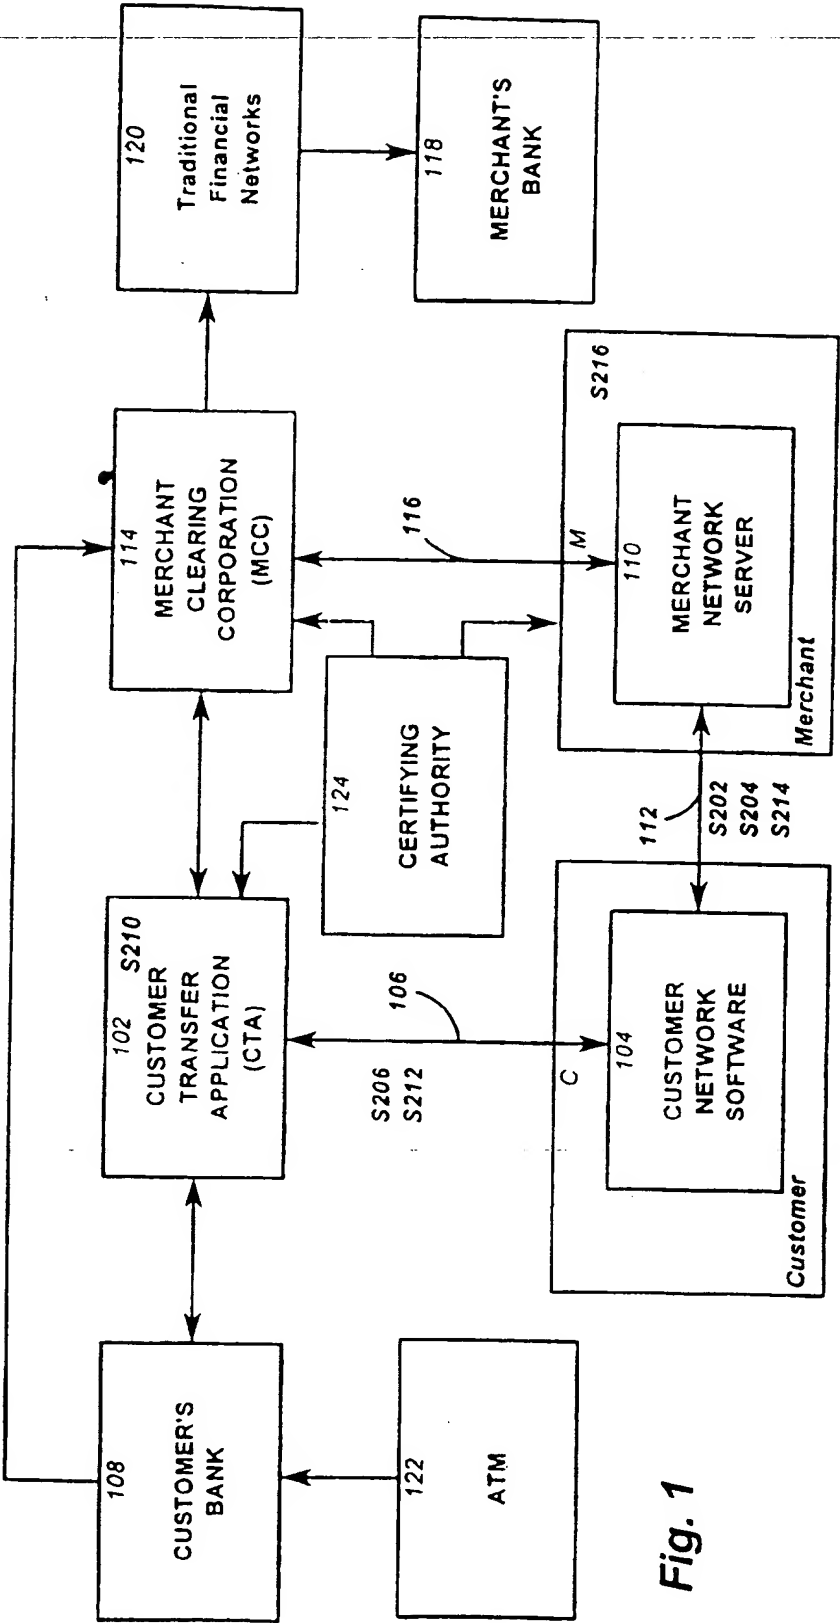 108
CUSTOMER'S
BANK
102
S210
CUSTOMER
TRANSFER
APPLICATION
(CTA)
114
MERCHANT
CLEARING
CORPORATION
(MCC)
120
Traditional
Financial
Networks
122
ATM
S206
S212
106
124
CERTIFYING
AUTHORITY
116
118
MERCHANT'S
BANK
C
104
CUSTOMER
NETWORK
SOFTWARE
Customer
112
S202
S204
S214
M
S216
110
MERCHANT
NETWORK
SERVER
Merchant
Fig. 1